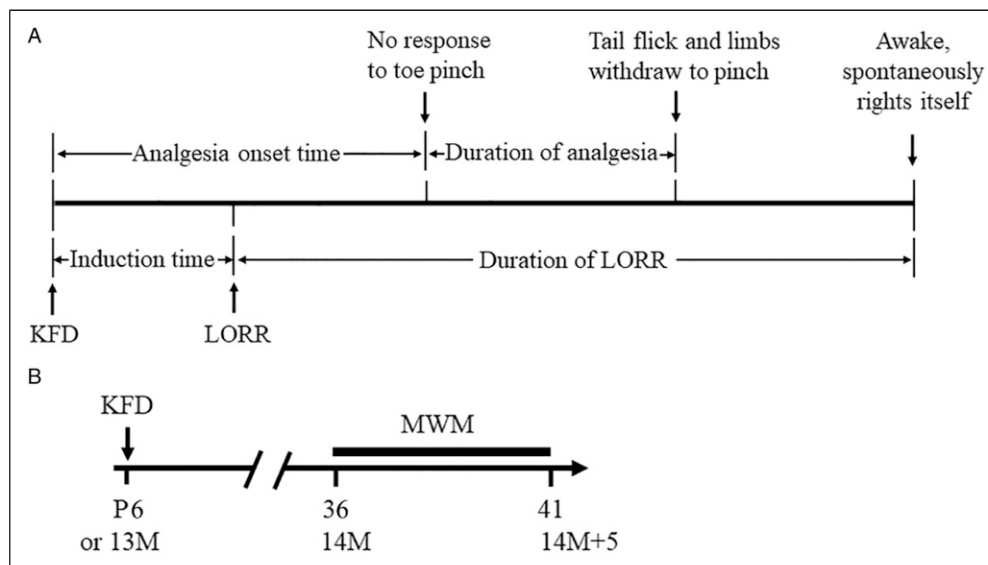 A
No response
to toe pinch
Tail flick and limbs
withdraw to pinch
Awake,
spontaneously
rights itself
Analgesia onset time
Duration of analgesia
Induction time
Duration of LORR
KFD
LORR
B
KFD
MWM
P6
36
41
or 13M
14M
14M+5